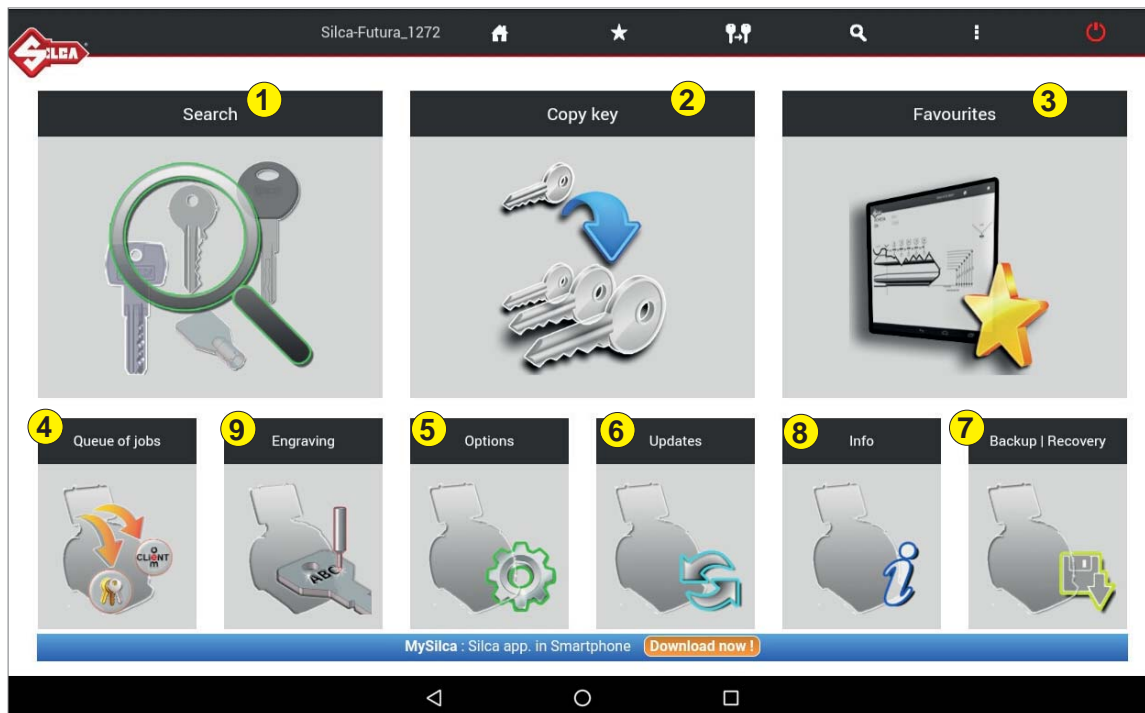 SILCA
Silca-Futura_1272
1
Search
2
Copy key
3
Favourites
4
Queue of jobs
CLIENT
9
Engraving
ABC
5
Options
6
Updates
8
Info
7
Backup | Recovery
MySilca : Silca app. in Smartphone Download now !